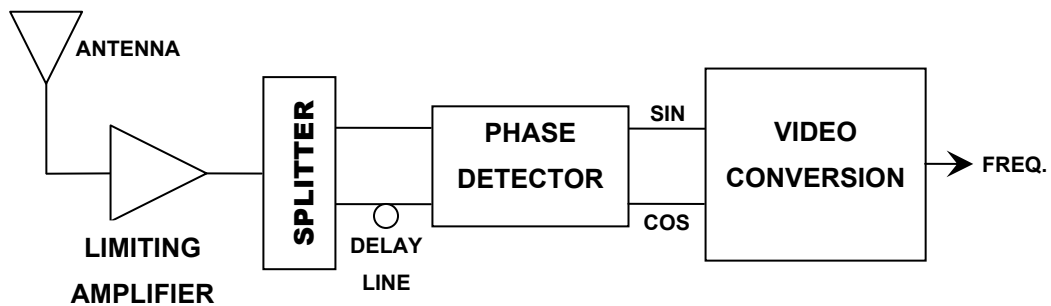 ANTENNA
LIMITING
AMPLIFIER
SPLITTER
DELAY
LINE
PHASE
DETECTOR
SIN
COS
VIDEO
CONVERSION
FREQ.